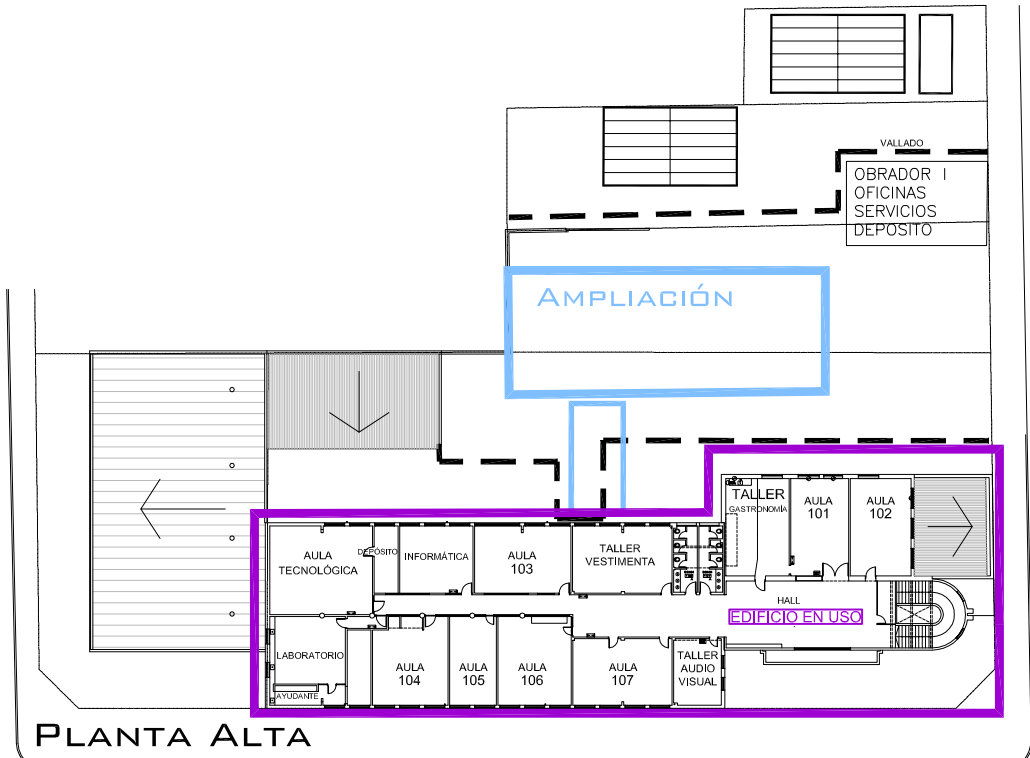 VALLADO
OBRADOR I
OFICINAS
SERVICIOS
DEPOSITO
AMPLIACIÓN
TALLER
GASTRONOMÍA
AULA
101
AULA
102
AULA
TECNOLÓGICA
DEPÓSITO
INFORMÁTICA
AULA
103
TALLER
VESTIMENTA
HALL
EDIFICIO EN USO
LABORATORIO
AYUDANTE
AULA
104
AULA
105
AULA
106
AULA
107
TALLER
AUDIO
VISUAL
PLANTA ALTA